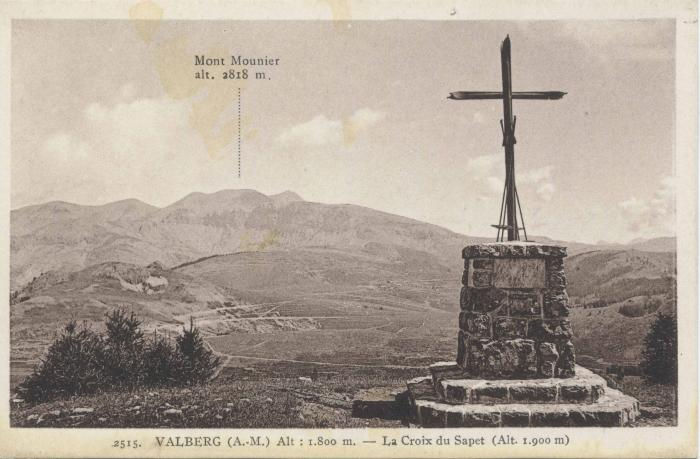 Mont Mounier
alt. 2818 m.
2515. VALBERG (A.-M.) Alt : 1.800 m. — La Croix du Sapet (Alt. 1.900 m)